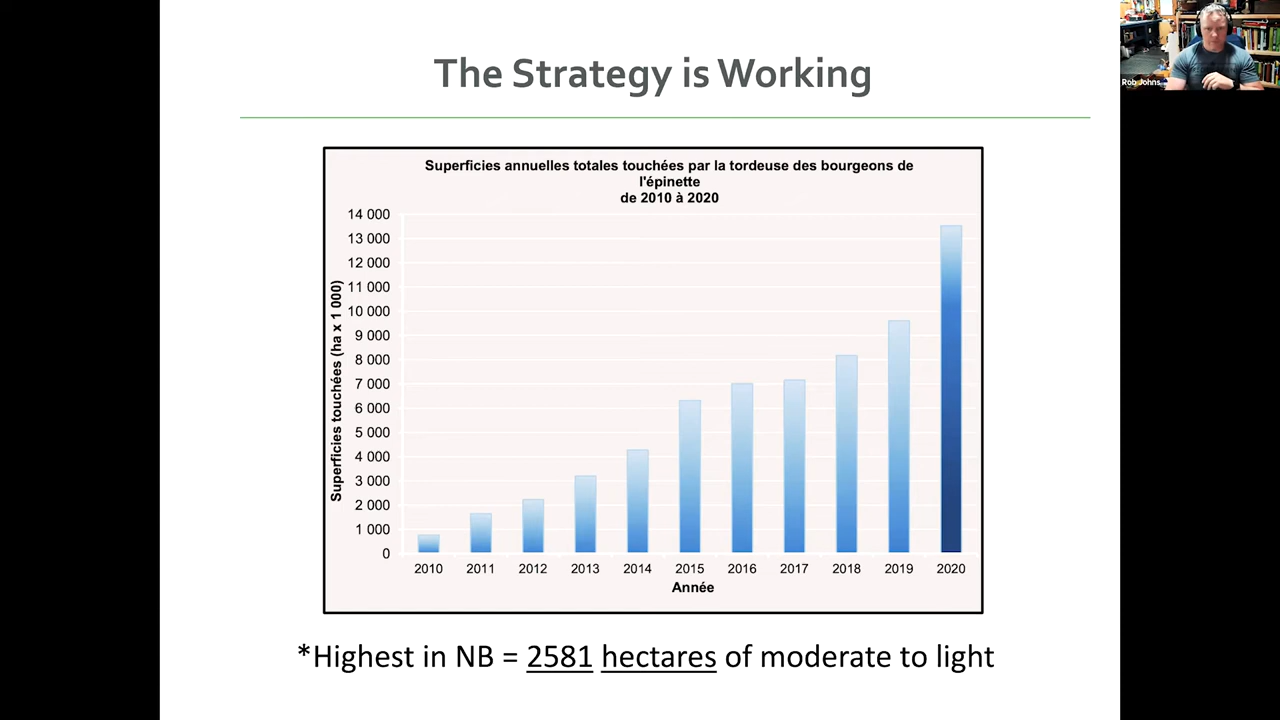 The Strategy is Working
Rob Johns
Superficies annuelles totales touchées par la tordeuse des bourgeons de
l'épinette
de 2010 à 2020
Superficies touchées (ha x 1 000)
14 000
13 000
12 000
11 000
10 000
9 000
8 000
7 000
6 000
5 000
4 000
3 000
2 000
1 000
0
2010 2011 2012 2013 2014 2015 2016 2017 2018 2019 2020
Année
*Highest in NB = 2581 hectares of moderate to light